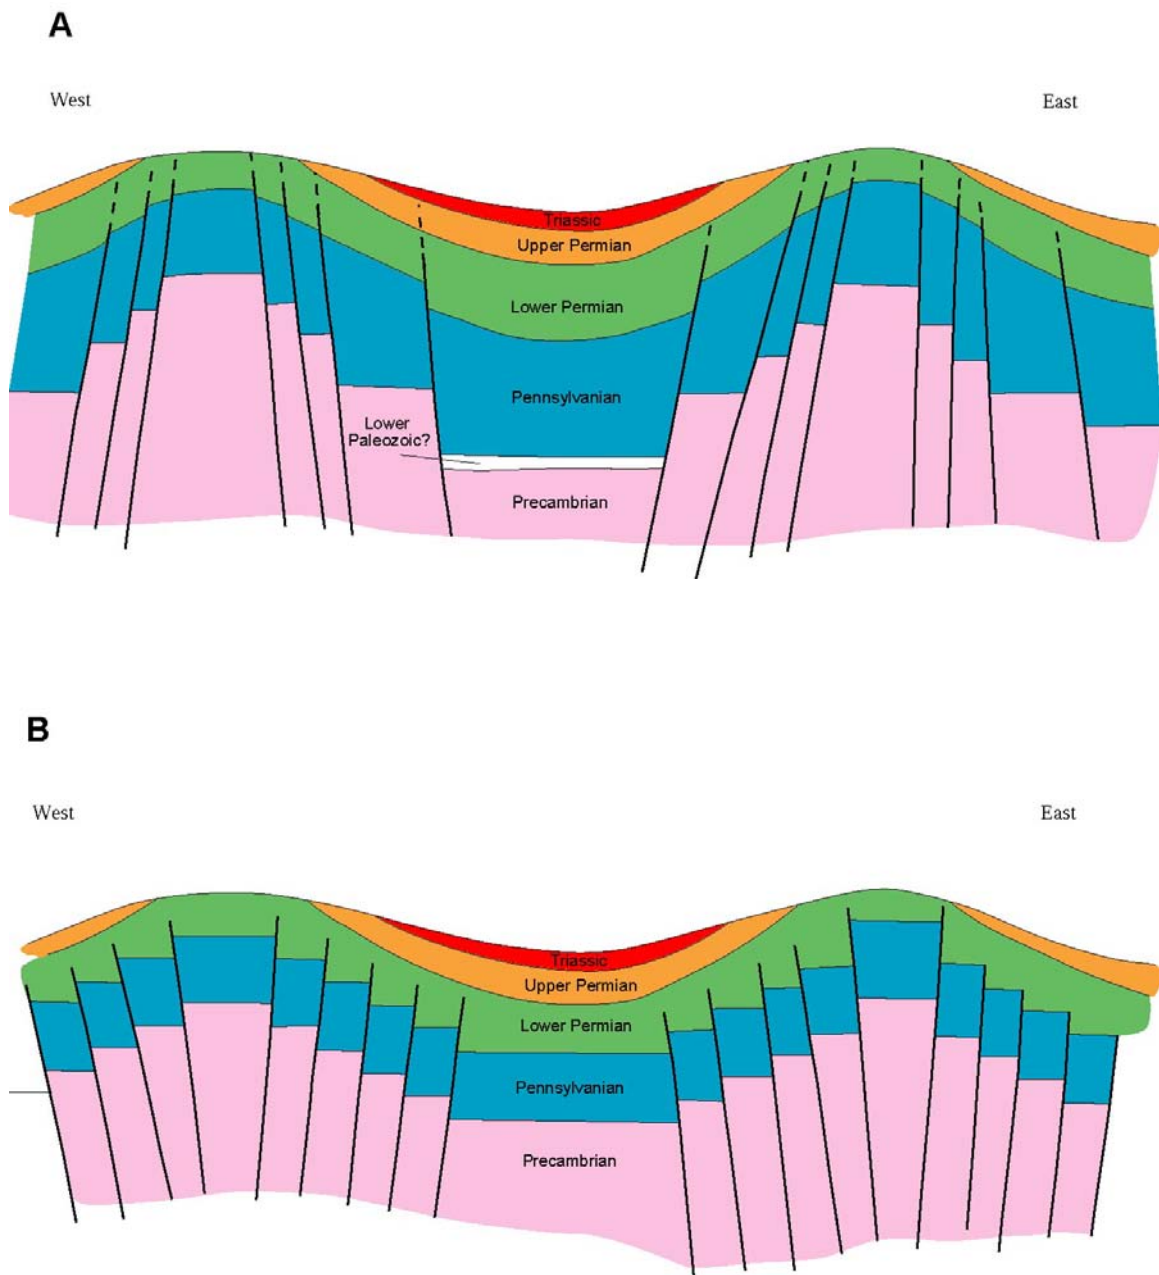 A
West
East
Triassic
Upper Permian
Lower Permian
Pennsylvanian
Lower
Paleozoic?
Precambrian
B
West
East
Triassic
Upper Permian
Lower Permian
Pennsylvanian
Precambrian